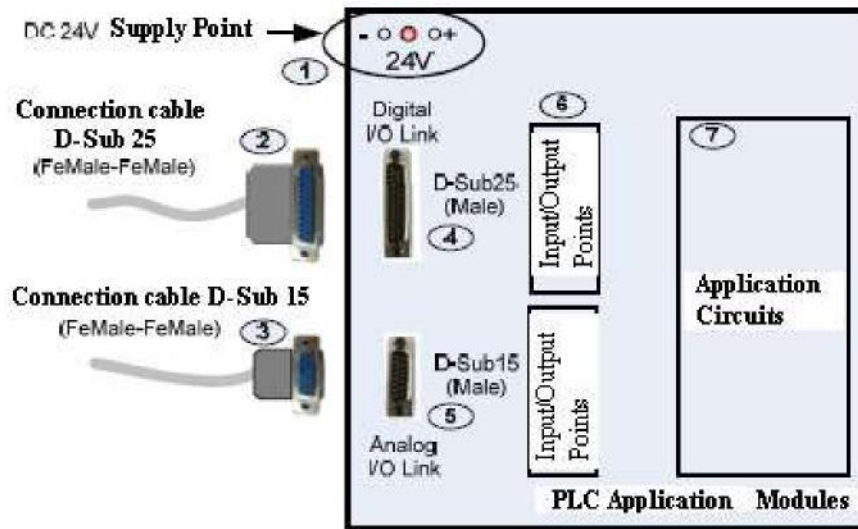 DC 24V Supply Point
- +
24V
1
Connection cable
D-Sub 25
(FeMale-FeMale)
2
Digital
I/O Link
D-Sub25
(Male)
4
6
Input/Output
Points
7
Application
Circuits
Connection cable D-Sub 15
(FeMale-FeMale)
3
D-Sub15
(Male)
5
Analog
I/O Link
Input/Output
Points
PLC Application Modules